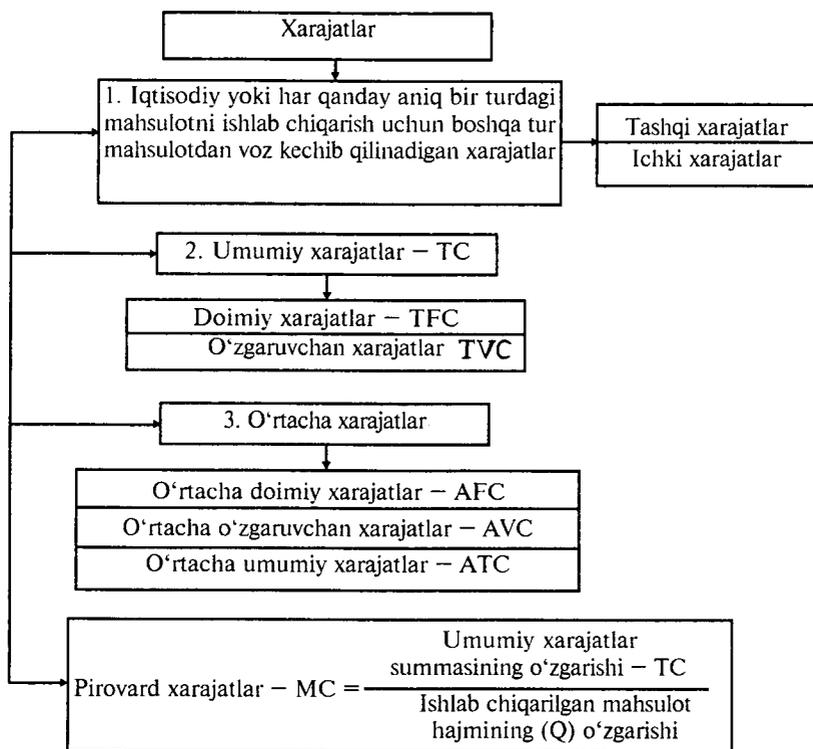 Xarajatlar
1. Iqtisodiy yoki har qanday aniq bir turdagi
mahsulotni ishlab chiqarish uchun boshqa tur
mahsulotdan voz kechib qilinadigan xarajatlar
Tashqi xarajatlar
Ichki xarajatlar
2. Umumiy xarajatlar – TC
Doimiy xarajatlar – TFC
O‘zgaruvchan xarajatlar TVC
3. O‘rtacha xarajatlar
O‘rtacha doimiy xarajatlar – AFC
O‘rtacha o‘zgaruvchan xarajatlar – AVC
O‘rtacha umumiy xarajatlar – ATC
Pirovard xarajatlar – MC =
Umumiy xarajatlar
summasining o‘zgarishi – TC
Ishlab chiqarilgan mahsulot
hajmining (Q) o‘zgarishi